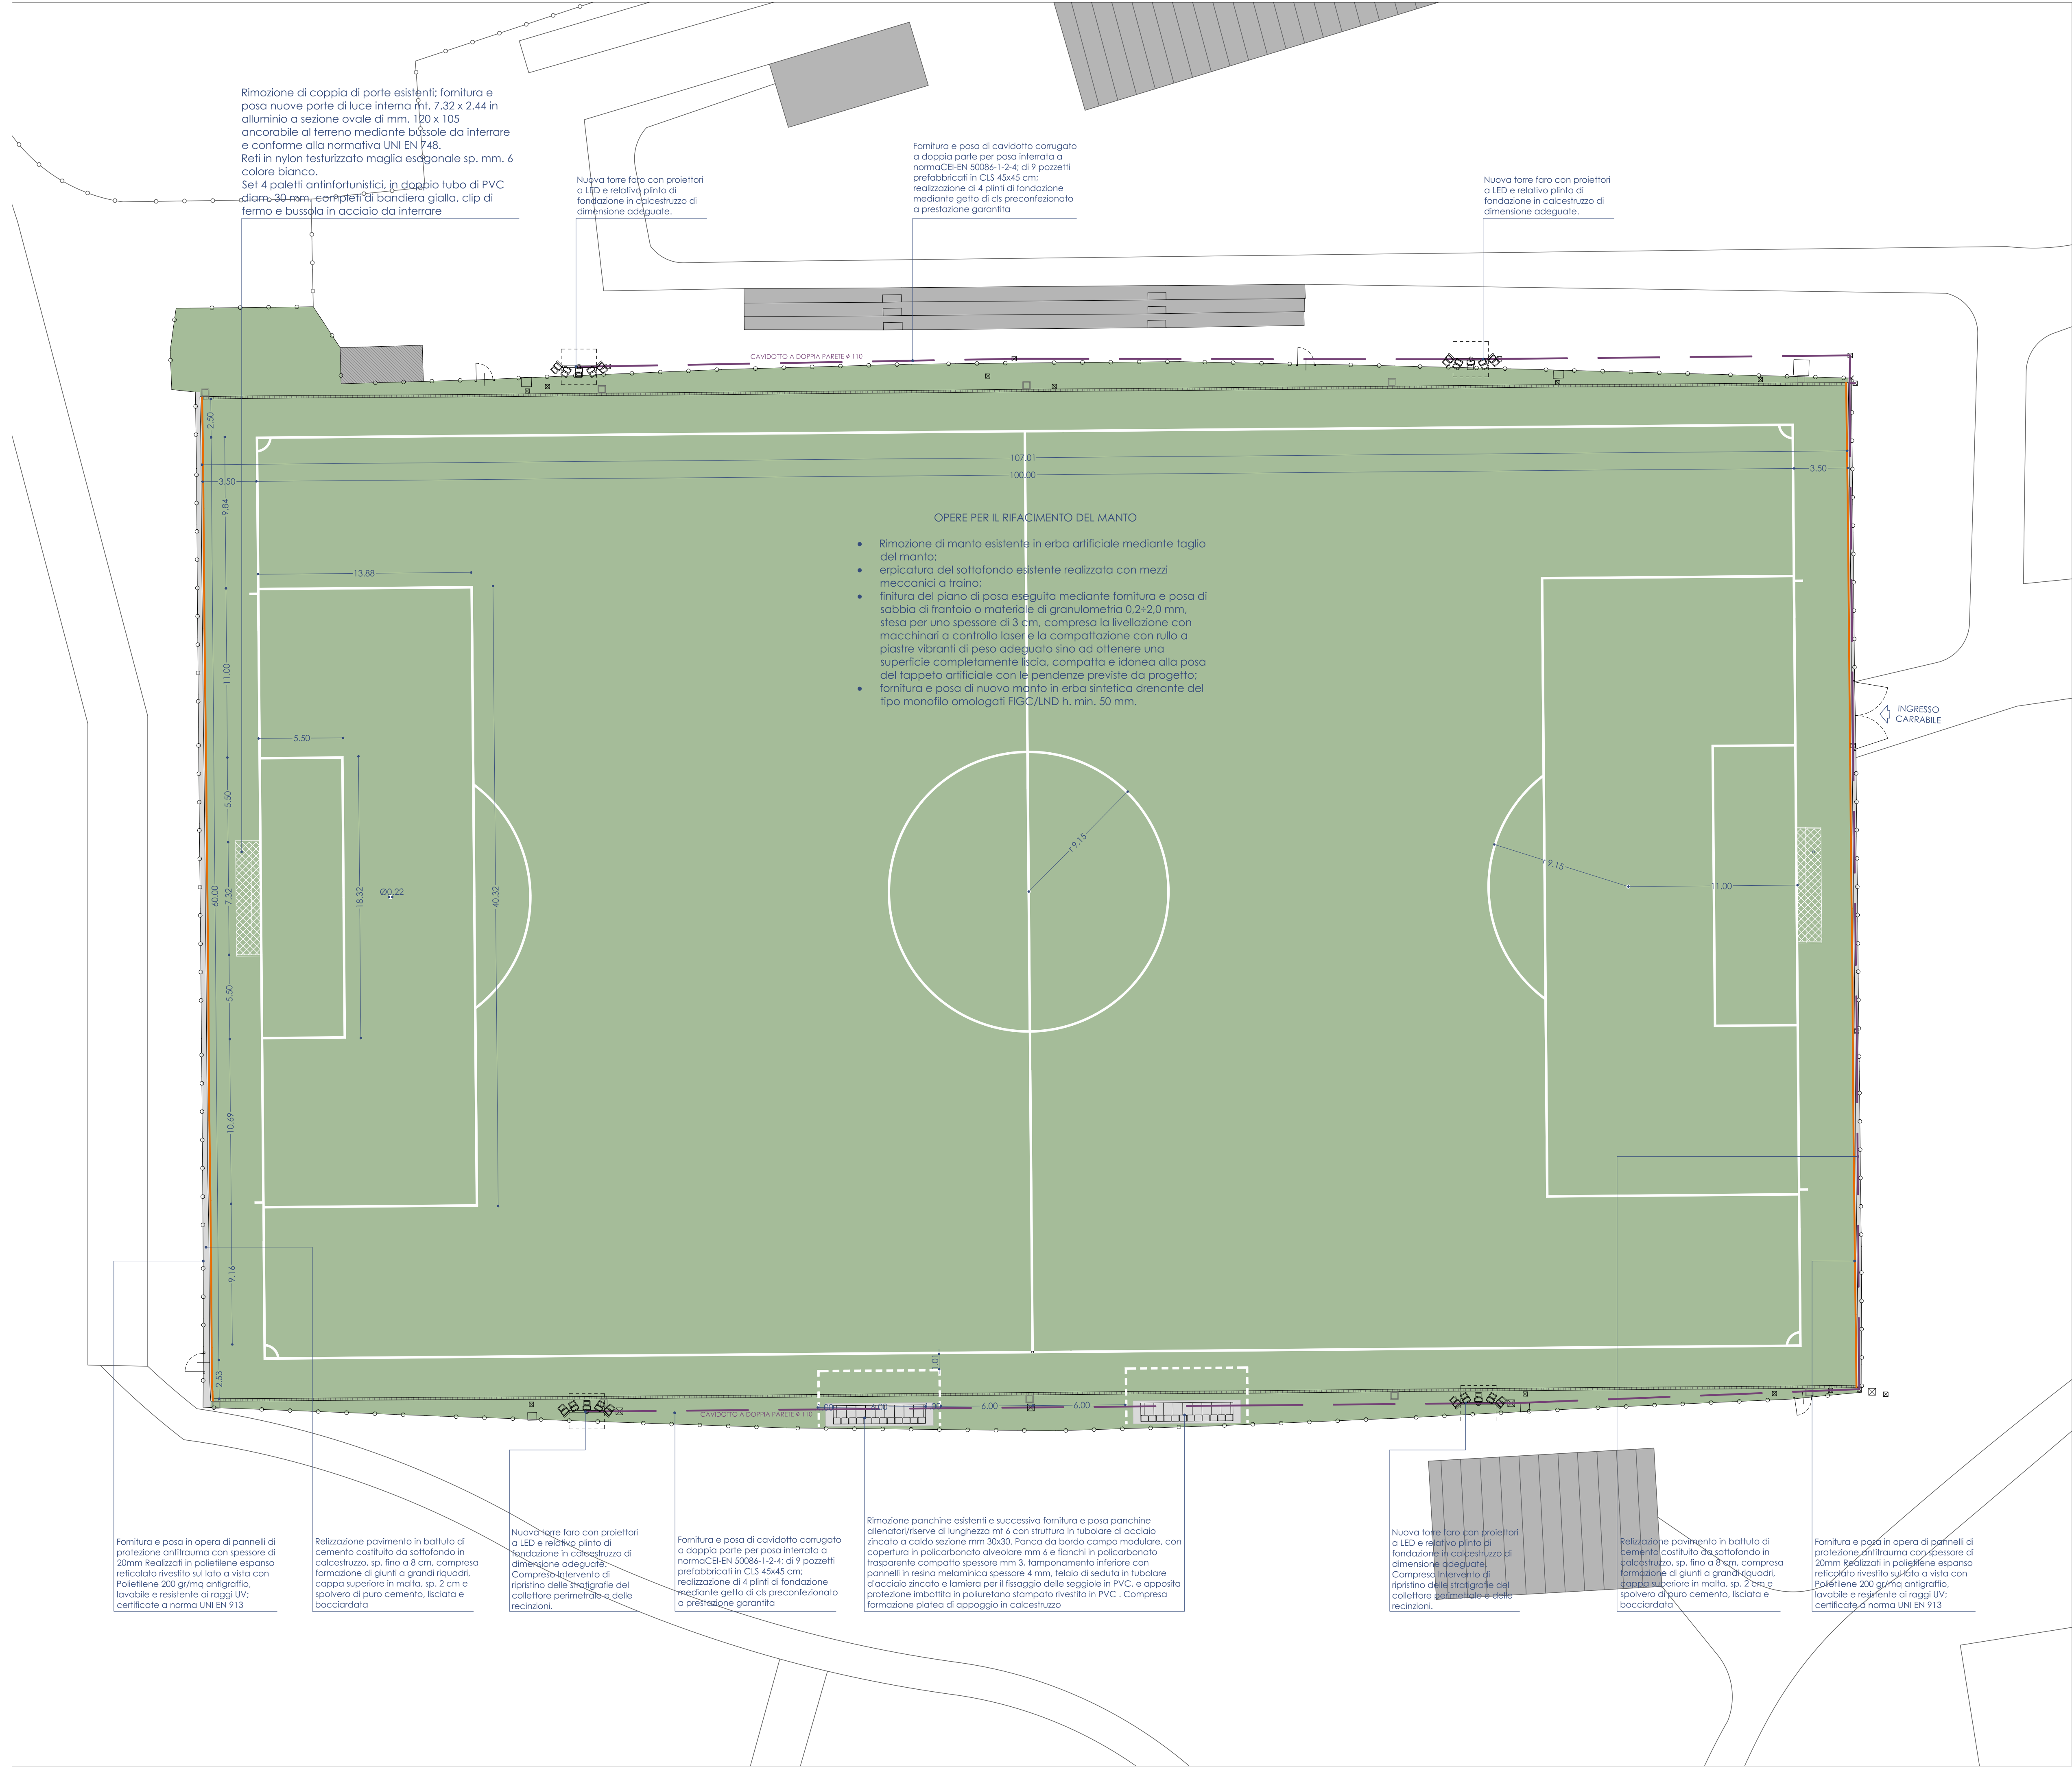 Rimozione di coppia di porte esistenti; fornitura e
posa nuove porte di luce interna mt. 7.32 x 2.44 in
alluminio a sezione ovale di mm. 120 x 105
ancorabile al terreno mediante bussole da interrare
e conforme alla normativa UNI EN 748.
Reti in nylon testurizzato maglia esagonale sp. mm. 6
colore bianco.
Set 4 paletti antinfortunistici, in doppio tubo di PVC
diam. 30 mm, completi di bandiera gialla, clip di
fermo e bussola in acciaio da interrare
Nuova torre faro con proiettori
a LED e relativo plinto di
fondazione in calcestruzzo di
dimensione adeguate.
Fornitura e posa di cavidotto corrugato
a doppia parte per posa interrata a
normaCEI-EN 50086-1-2-4; di 9 pozzetti
prefabbricati in CLS 45x45 cm;
realizzazione di 4 plinti di fondazione
mediante getto di cls preconfezionato
a prestazione garantita
Nuova torre faro con proiettori
a LED e relativo plinto di
fondazione in calcestruzzo di
dimensione adeguate.
CAVIDOTTO A DOPPIA PARETE # 110
2.50
107.01
100.00
3.50
3.50
9.84
OPERE PER IL RIFACIMENTO DEL MANTO
• Rimozione di manto esistente in erba artificiale mediante taglio
del manto;
• erpicatura del sottofondo esistente realizzata con mezzi
meccanici a traino;
• finitura del piano di posa eseguita mediante fornitura e posa di
sabbia di frantoio o materiale di granulometria 0,2÷2,0 mm,
stesa per uno spessore di 3 cm, compresa la livellazione con
macchinari a controllo laser e la compattazione con rullo a
piastre vibranti di peso adeguato sino ad ottenere una
superficie completamente liscia, compatta e idonea alla posa
del tappeto artificiale con le pendenze previste da progetto;
• fornitura e posa di nuovo manto in erba sintetica drenante del
tipo monofilo omologati FIGC/LND h. min. 50 mm.
13.88
11.00
INGRESSO
CARRABILE
5.50
5.50
r 9.15
r 9.15
11.00
60.00
7.32
18.32
Ø0.22
40.32
5.50
10.69
9.16
2.53
1.01
CAVIDOTTO A DOPPIA PARETE # 110
6.00
1.00
6.00
6.00
Fornitura e posa in opera di pannelli di
protezione antitrauma con spessore di
20mm Realizzati in polietilene espanso
reticolato rivestito sul lato a vista con
Polietilene 200 gr/mq antigraffio,
lavabile e resistente ai raggi UV;
certificate a norma UNI EN 913
Relizzazione pavimento in battuto di
cemento costituito da sottofondo in
calcestruzzo, sp. fino a 8 cm, compresa
formazione di giunti a grandi riquadri,
cappa superiore in malta, sp. 2 cm e
spolvero di puro cemento, lisciata e
bocciardata
Nuova torre faro con proiettori
a LED e relativo plinto di
fondazione in calcestruzzo di
dimensione adeguate.
Compreso Intervento di
ripristino delle stratigrafie del
collettore perimetrale e delle
recinzioni.
Fornitura e posa di cavidotto corrugato
a doppia parte per posa interrata a
normaCEI-EN 50086-1-2-4; di 9 pozzetti
prefabbricati in CLS 45x45 cm;
realizzazione di 4 plinti di fondazione
mediante getto di cls preconfezionato
a prestazione garantita
Rimozione panchine esistenti e successiva fornitura e posa panchine
allenatori/riserve di lunghezza mt 6 con struttura in tubolare di acciaio
zincato a caldo sezione mm 30x30. Panca da bordo campo modulare, con
copertura in policarbonato alveolare mm 6 e fianchi in policarbonato
trasparente compatto spessore mm 3, tamponamento inferiore con
pannelli in resina melaminica spessore 4 mm, telaio di seduta in tubolare
d'acciaio zincato e lamiera per il fissaggio delle seggiole in PVC, e apposita
protezione imbottita in poliuretano stampato rivestito in PVC . Compresa
formazione platea di appoggio in calcestruzzo
Nuova torre faro con proiettori
a LED e relativo plinto di
fondazione in calcestruzzo di
dimensione adeguate.
Compreso Intervento di
ripristino delle stratigrafie del
collettore perimetrale e delle
recinzioni.
Relizzazione pavimento in battuto di
cemento costituito da sottofondo in
calcestruzzo, sp. fino a 8 cm, compresa
formazione di giunti a grandi riquadri,
cappa superiore in malta, sp. 2 cm e
spolvero di puro cemento, lisciata e
bocciardata
Fornitura e posa in opera di pannelli di
protezione antitrauma con spessore di
20mm Realizzati in polietilene espanso
reticolato rivestito sul lato a vista con
Polietilene 200 gr/mq antigraffio,
lavabile e resistente ai raggi UV;
certificate a norma UNI EN 913